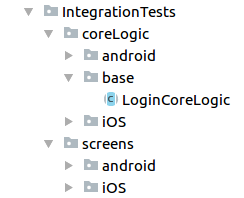 IntegrationTests
coreLogic
android
base
C LoginCoreLogic
iOS
screens
android
iOS